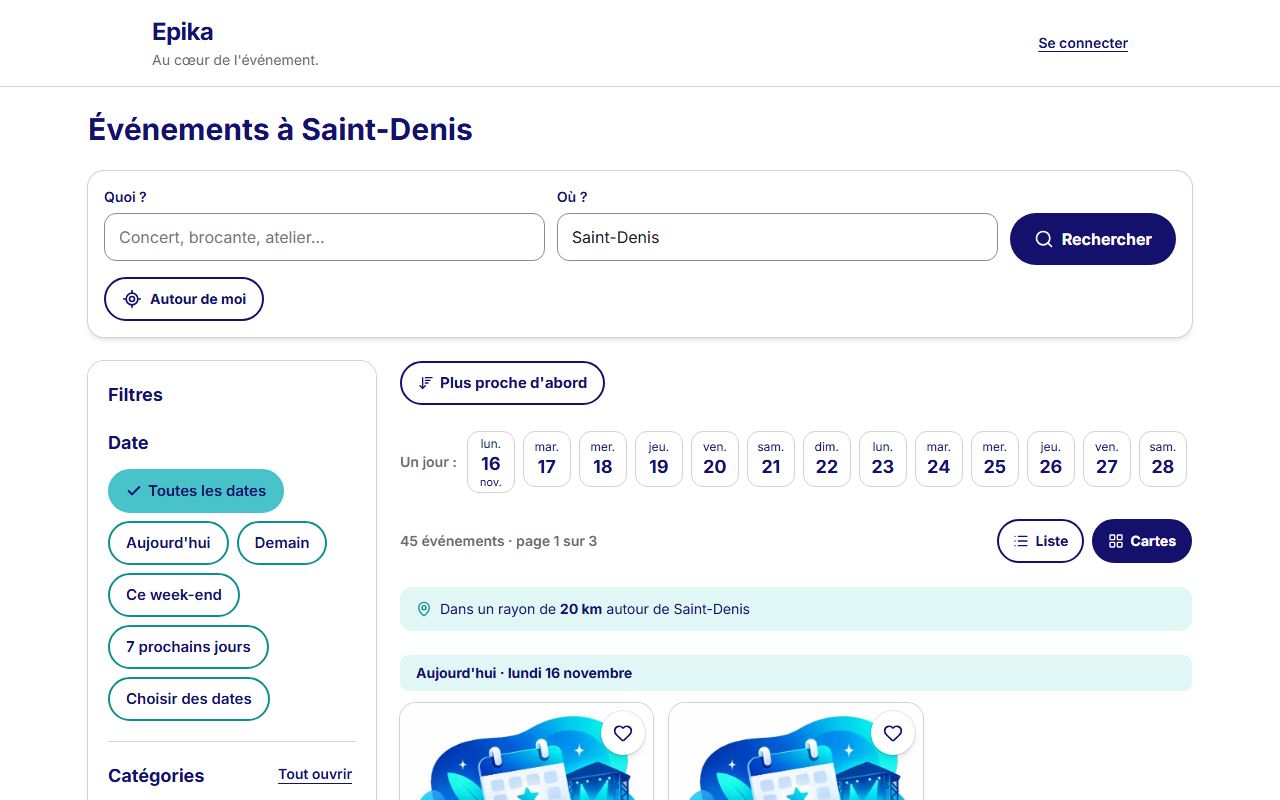 Epika
Au cœur de l'événement.
Se connecter
Événements à Saint-Denis
Quoi ?
Où ?
Concert, brocante, atelier...
Saint-Denis
Rechercher
Autour de moi
Filtres
Date
Toutes les dates
Aujourd'hui
Demain
Ce week-end
7 prochains jours
Choisir des dates
Catégories
Tout ouvrir
Plus proche d'abord
Un jour :
lun. 16 nov.
mar. 17
mer. 18
jeu. 19
ven. 20
sam. 21
dim. 22
lun. 23
mar. 24
mer. 25
jeu. 26
ven. 27
sam. 28
45 événements · page 1 sur 3
Liste
Cartes
Dans un rayon de 20 km autour de Saint-Denis
Aujourd'hui · lundi 16 novembre